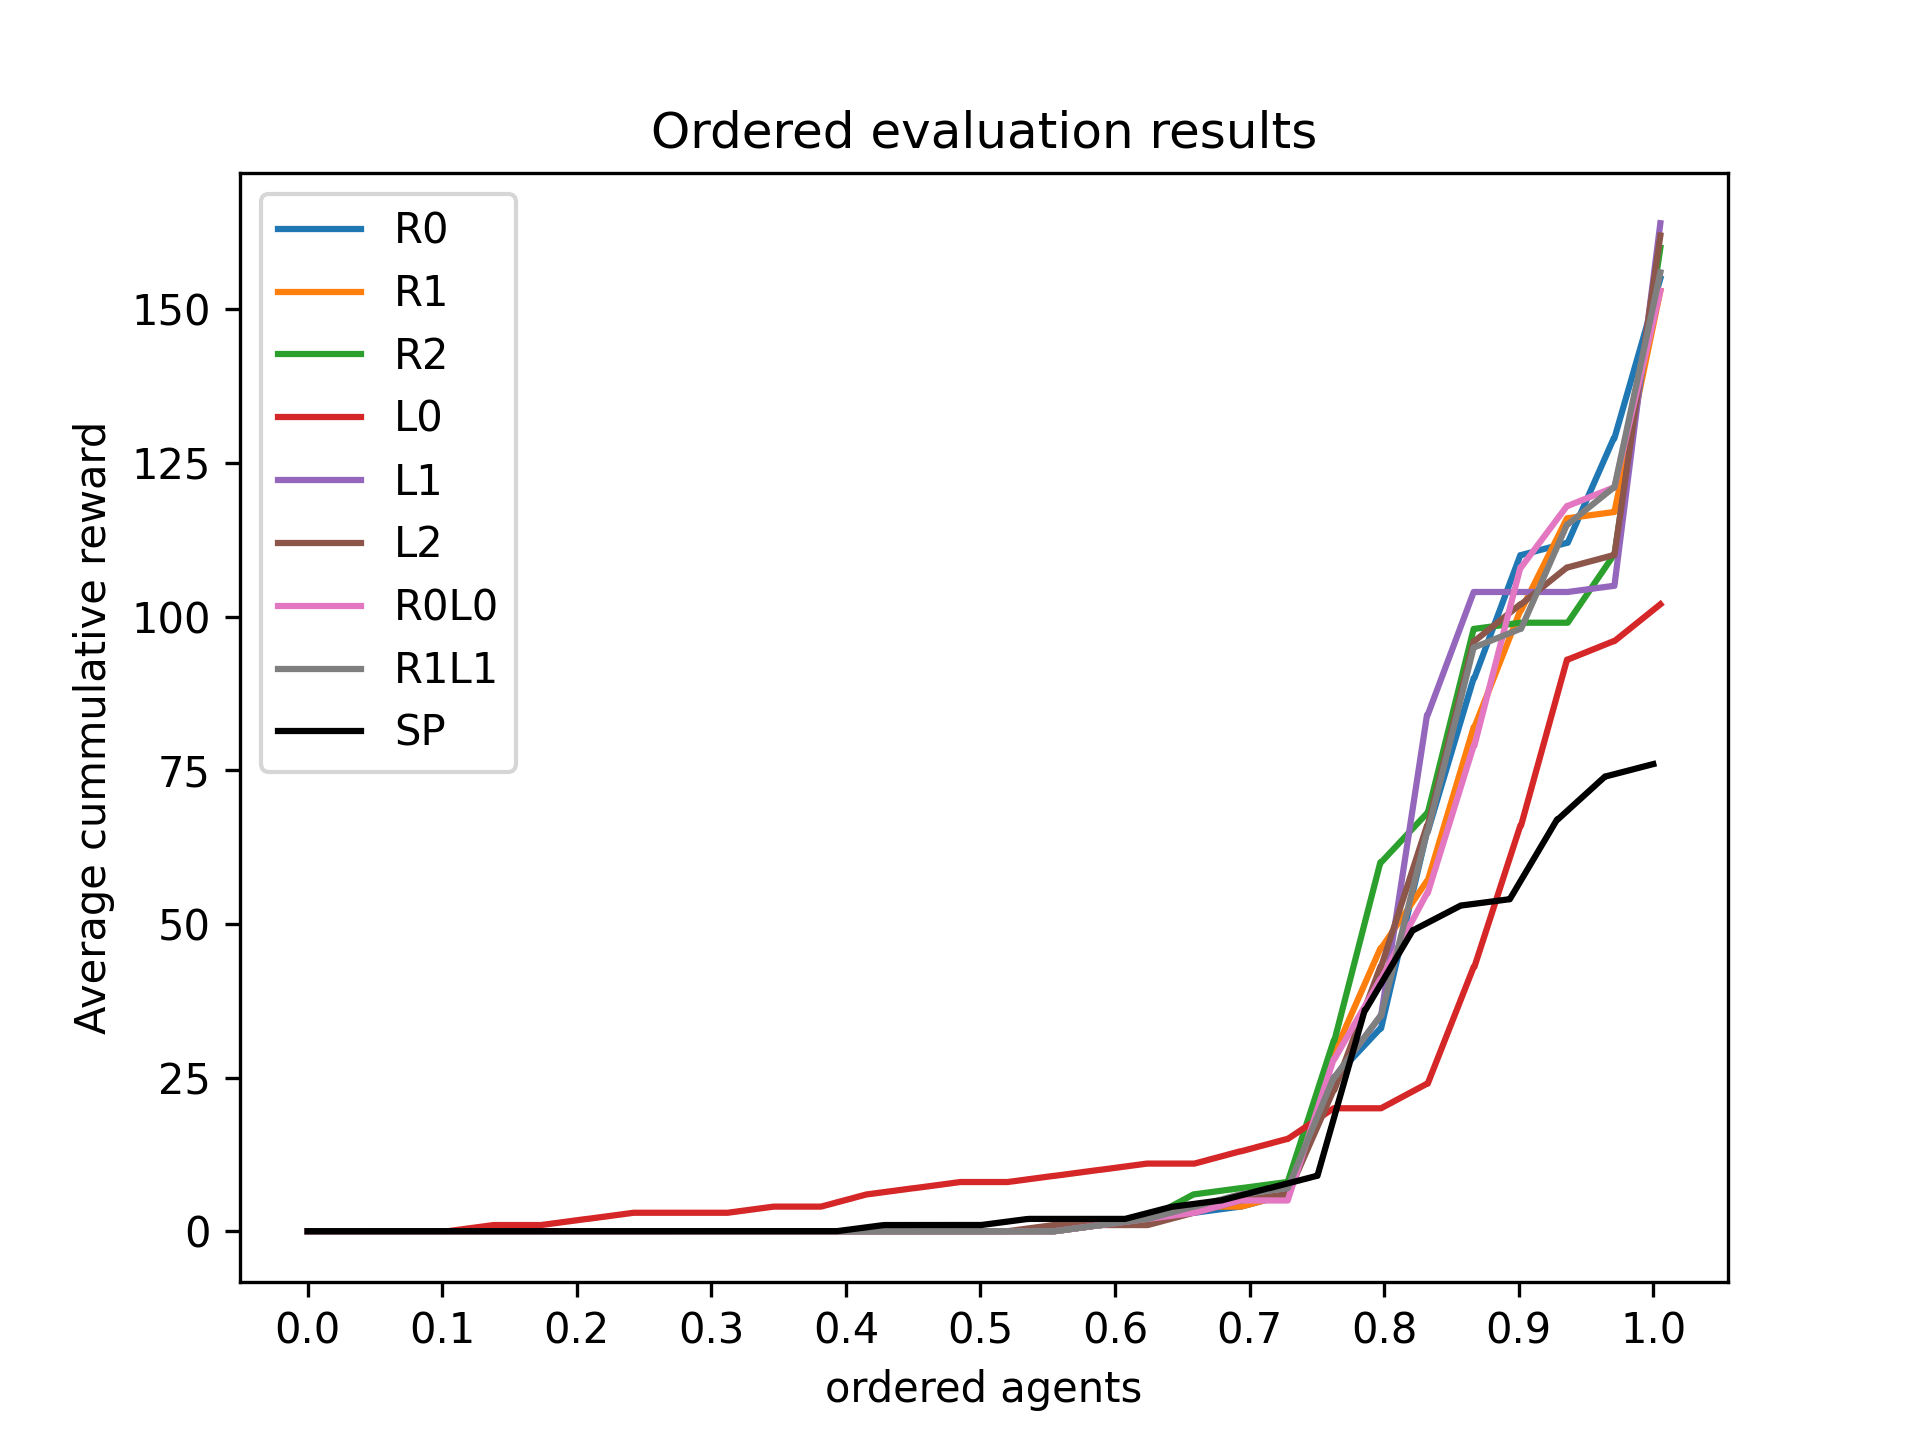 Ordered evaluation results
R0
R1
R2
L0
L1
L2
R0L0
R1L1
SP
Average cummulative reward
150
125
100
75
50
25
0
0.0 0.1 0.2 0.3 0.4 0.5 0.6 0.7 0.8 0.9 1.0
ordered agents